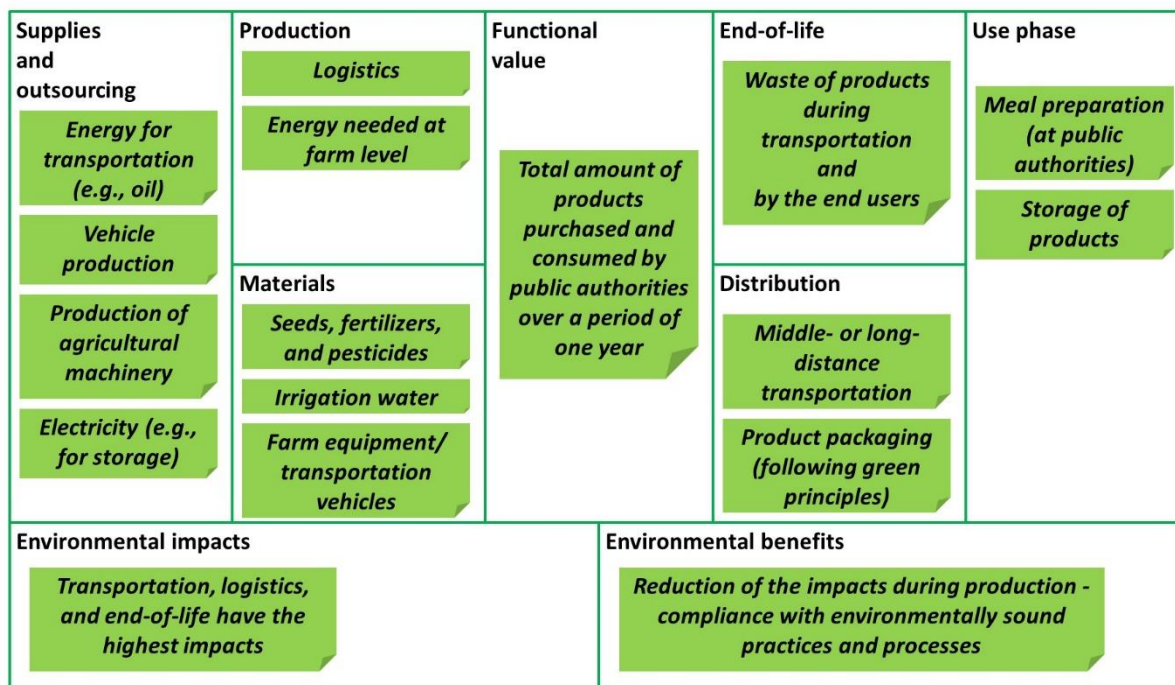 Supplies
and
outsourcing
Energy for
transportation
(e.g., oil)
Vehicle
production
Production of
agricultural
machinery
Electricity (e.g.,
for storage)
Production
Logistics
Energy needed at
farm level
Materials
Seeds, fertilizers,
and pesticides
Irrigation water
Farm equipment/
transportation
vehicles
Functional
value
Total amount of
products
purchased and
consumed by
public authorities
over a period of
one year
End-of-life
Waste of products
during
transportation
and
by the end users
Distribution
Middle- or long-
distance
transportation
Product packaging
(following green
principles)
Use phase
Meal preparation
(at public
authorities)
Storage of
products
Environmental impacts
Transportation, logistics,
and end-of-life have the
highest impacts
Environmental benefits
Reduction of the impacts during production -
compliance with environmentally sound
practices and processes